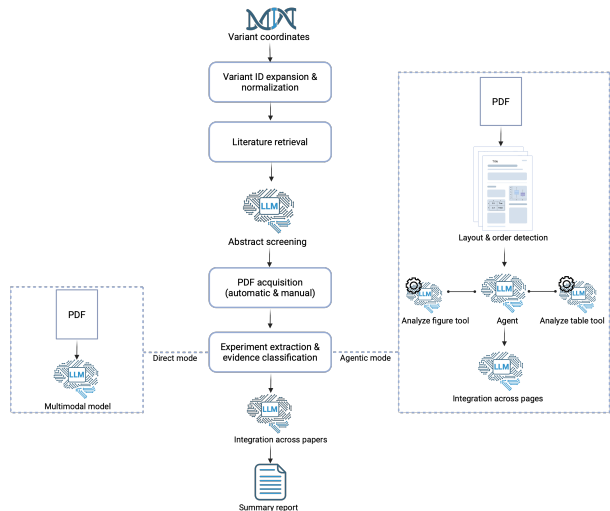 Variant coordinates
Variant ID expansion &
normalization
Literature retrieval
LLM
Abstract screening
PDF acquisition
(automatic & manual)
Experiment extraction &
evidence classification
LLM
Integration across papers
Summary report
Direct mode
PDF
LLM
Multimodal model
Agentic mode
PDF
Title
Layout & order detection
LLM
Analyze figure tool
LLM
Agent
LLM
Analyze table tool
LLM
Integration across pages